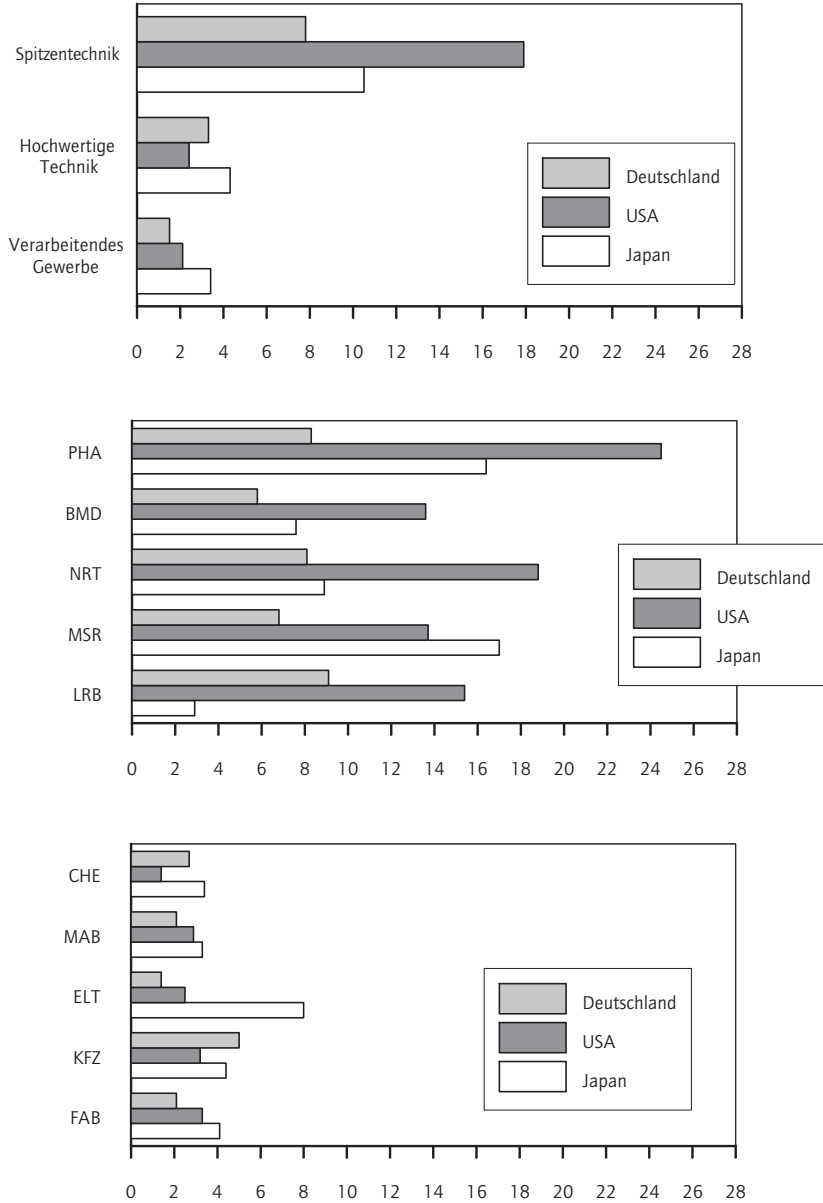 Spitzentechnik
Hochwertige
Technik
Verarbeitendes
Gewerbe
Deutschland
USA
Japan
0 2 4 6 8 10 12 14 16 18 20 22 24 26 28
PHA
BMD
NRT
MSR
LRB
Deutschland
USA
Japan
0 2 4 6 8 10 12 14 16 18 20 22 24 26 28
CHE
MAB
ELT
KFZ
FAB
Deutschland
USA
Japan
0 2 4 6 8 10 12 14 16 18 20 22 24 26 28